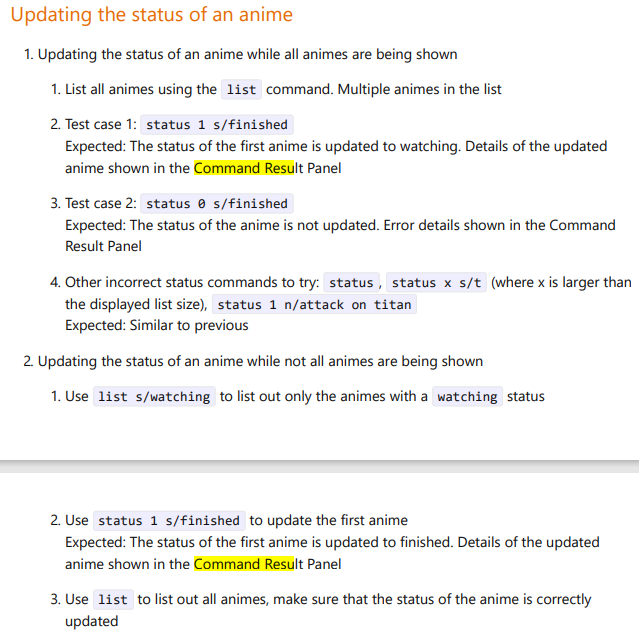 Updating the status of an anime
1. Updating the status of an anime while all animes are being shown
1. List all animes using the list command. Multiple animes in the list
2. Test case 1: status 1 s/finished
Expected: The status of the first anime is updated to watching. Details of the updated
anime shown in the Command Result Panel
3. Test case 2: status 0 s/finished
Expected: The status of the anime is not updated. Error details shown in the Command
Result Panel
4. Other incorrect status commands to try: status , status x s/t (where x is larger than
the displayed list size), status 1 n/attack on titan
Expected: Similar to previous
2. Updating the status of an anime while not all animes are being shown
1. Use list s/watching to list out only the animes with a watching status
2. Use status 1 s/finished to update the first anime
Expected: The status of the first anime is updated to finished. Details of the updated
anime shown in the Command Result Panel
3. Use list to list out all animes, make sure that the status of the anime is correctly
updated